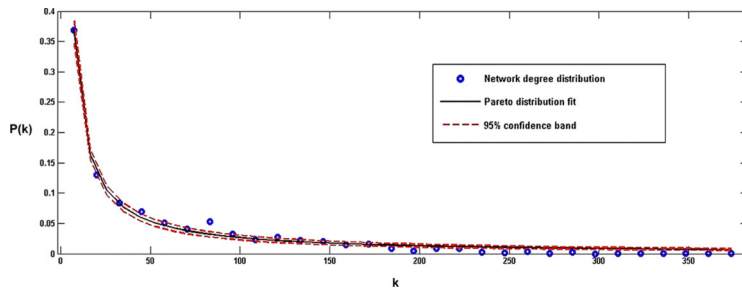 0.4
0.35
0.3
0.25
0.2
0.15
0.1
0.05
0
P(k)
Network degree distribution
Pareto distribution fit
95% confidence band
0 50 100 150 200 250 300 350
k